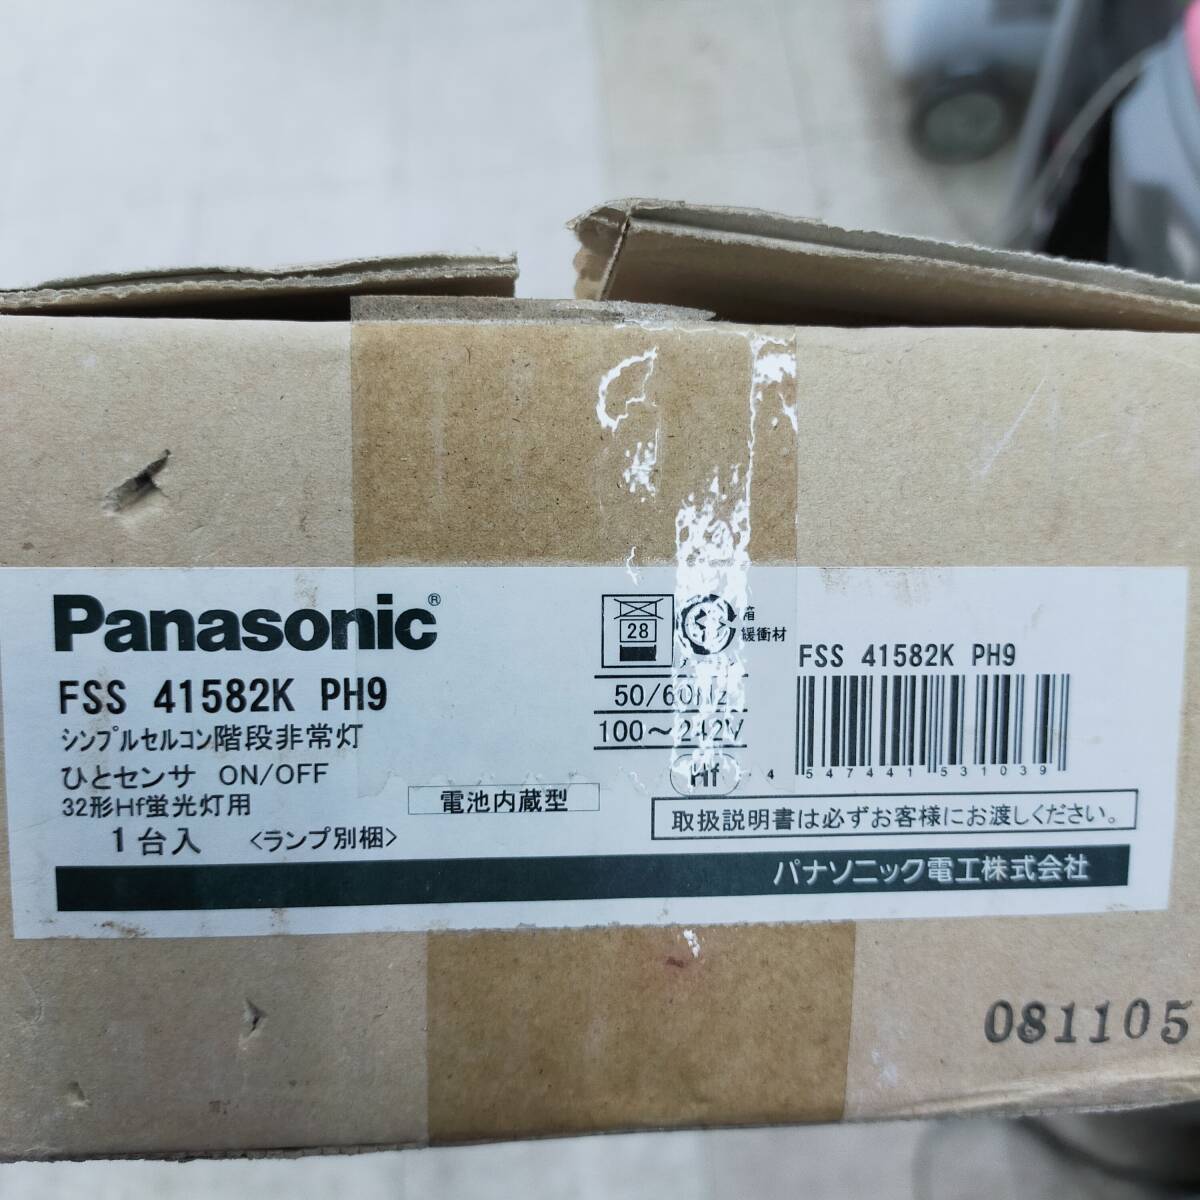 Panasonic®
FSS 41582K PH9
シンプルセルコン階段非常灯
ひとセンサ ON/OFF
32形Hf蛍光灯用
1台入 〈ランプ別梱〉
電池内蔵型
28
箱
緩衝材
50/60Hz
100〜242V
Hf
FSS 41582K PH9
4 547441 531039
取扱説明書は必ずお客様にお渡しください。
パナソニック電工株式会社
081105